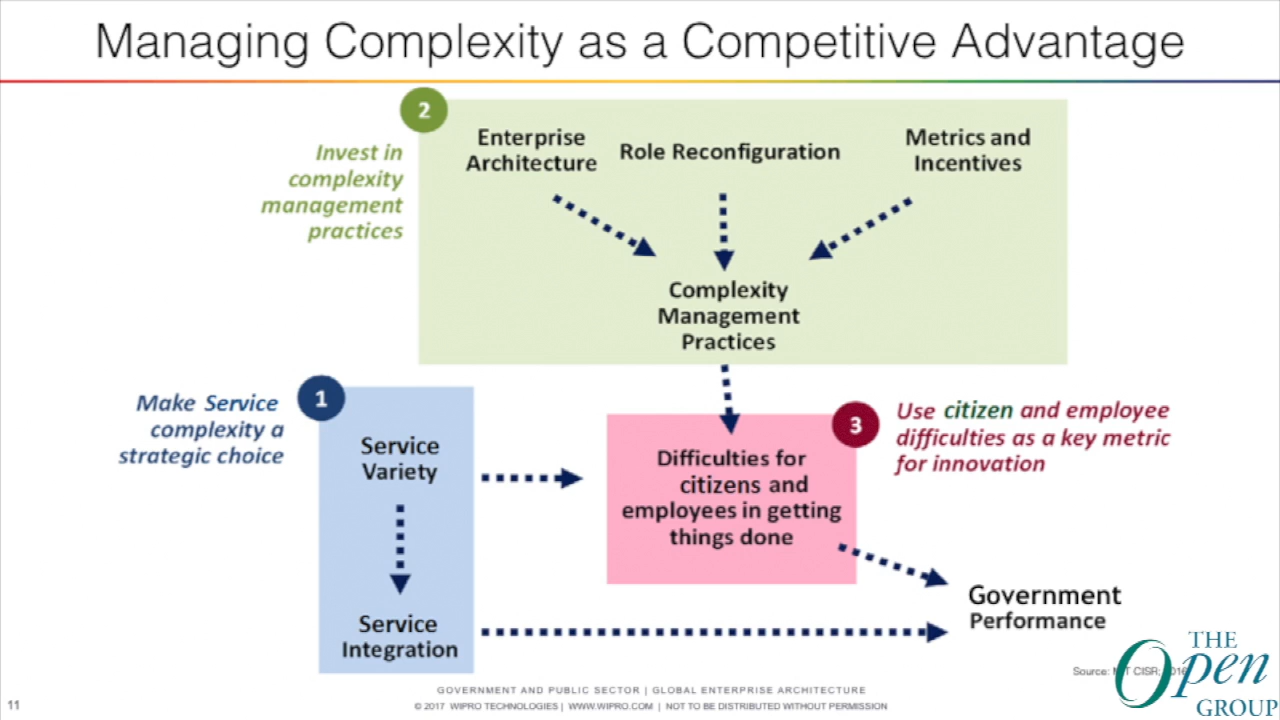 Managing Complexity as a Competitive Advantage
2
Invest in
complexity
management
practices
Enterprise
Architecture
Role Reconfiguration
Metrics and
Incentives
Complexity
Management
Practices
Make Service
complexity a
strategic choice
1
Service
Variety
Service
Integration
Difficulties for
citizens and
employees in getting
things done
3
Use citizen and employee
difficulties as a key metric
for innovation
Government
Performance
Source: CISR;
THE
Open
GROUP
GOVERNMENT AND PUBLIC SECTOR | GLOBAL ENTERPRISE ARCHITECTURE
11
© 2017 WIPRO TECHNOLOGIES | WWW.WIPRO.COM | NOT TO BE DISTRIBUTED WITHOUT PERMISSION